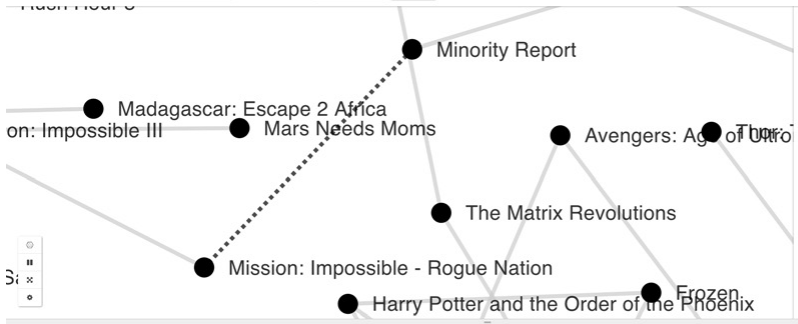 Rush Hour 3
Minority Report
Madagascar: Escape 2 Africa
on: Impossible III
Mars Needs Moms
Avengers: Age of Ultro
Thor: T
The Matrix Revolutions
Mission: Impossible - Rogue Nation
Sa
Frozen
Harry Potter and the Order of the Phoenix